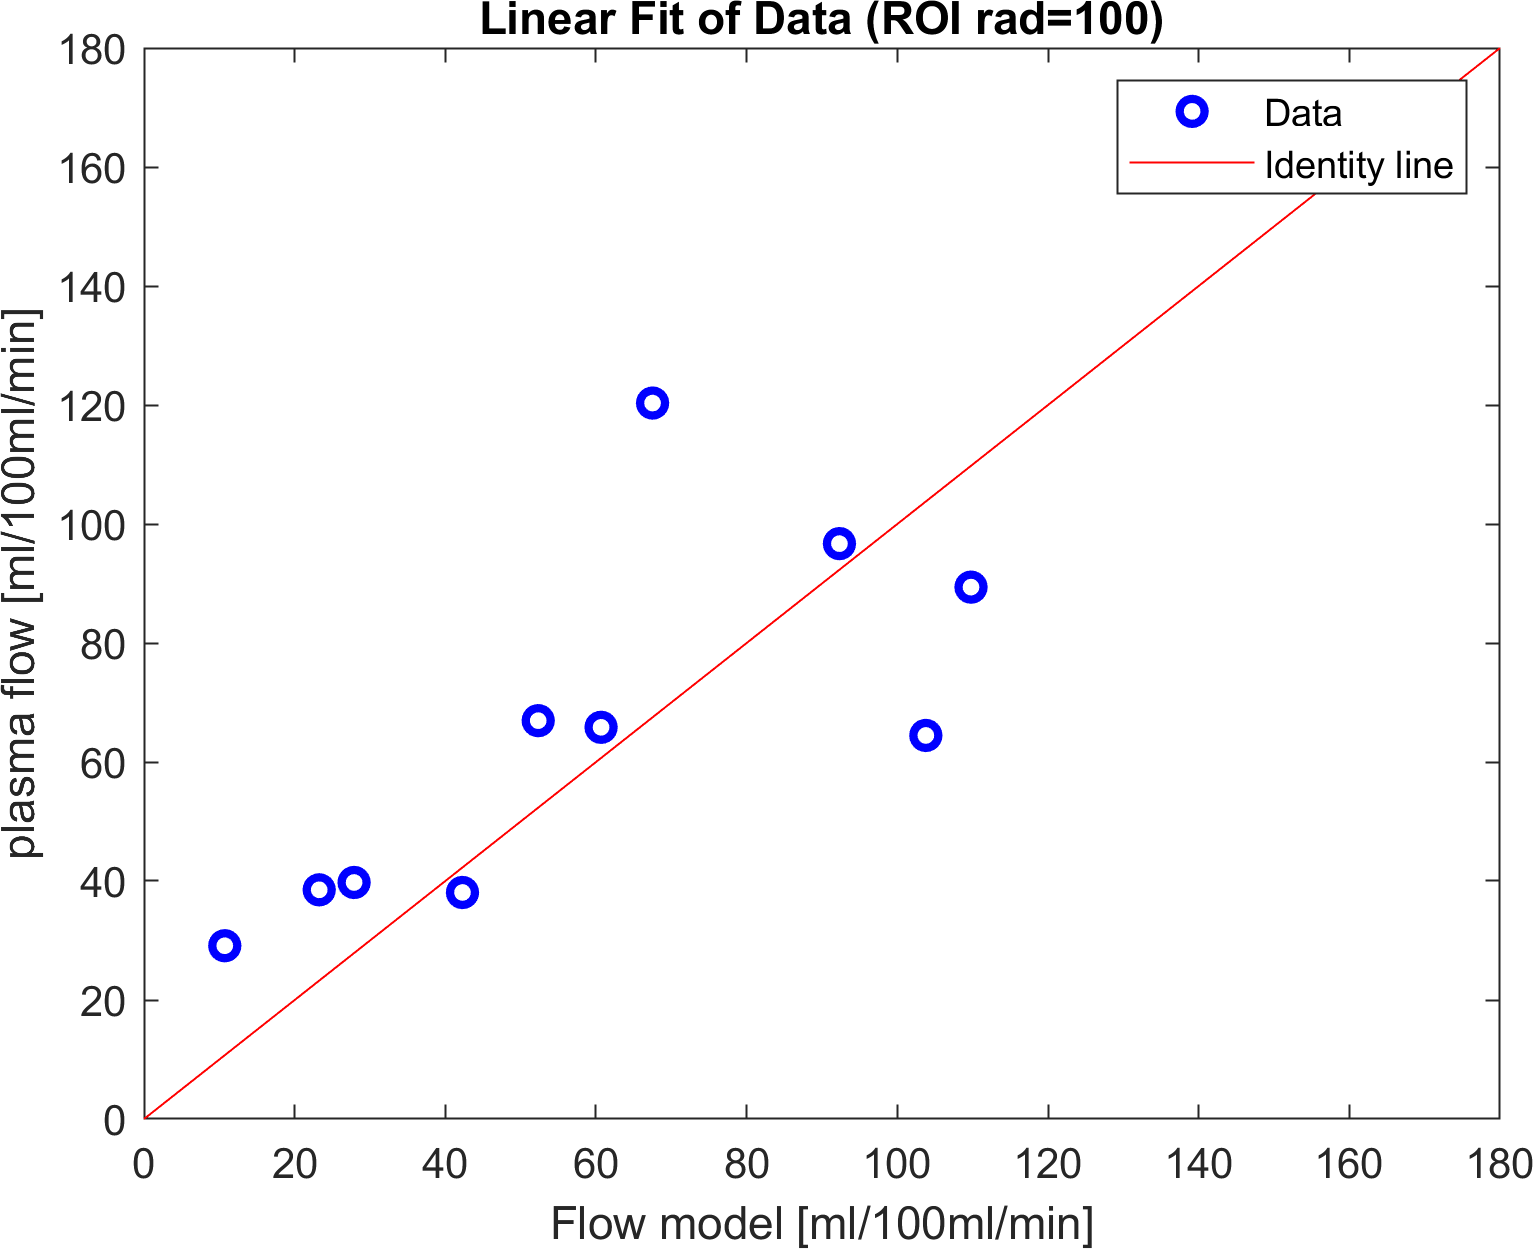 Linear Fit of Data (ROI rad=100)
180
160
140
120
100
80
60
40
20
0
plasma flow [ml/100ml/min]
Data
Identity line
0 20 40 60 80 100 120 140 160 180
Flow model [ml/100ml/min]